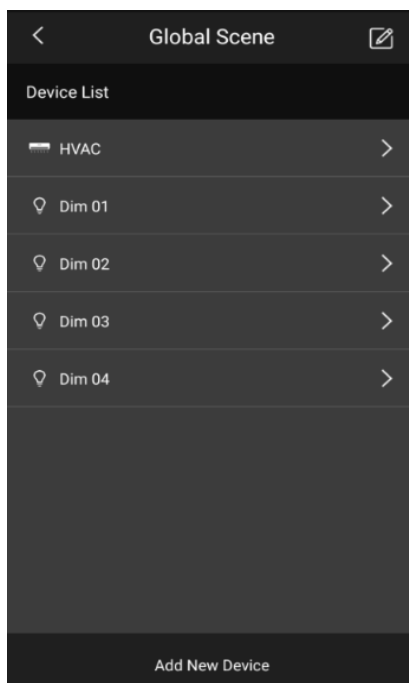 Global Scene
Device List
HVAC
Dim 01
Dim 02
Dim 03
Dim 04
Add New Device